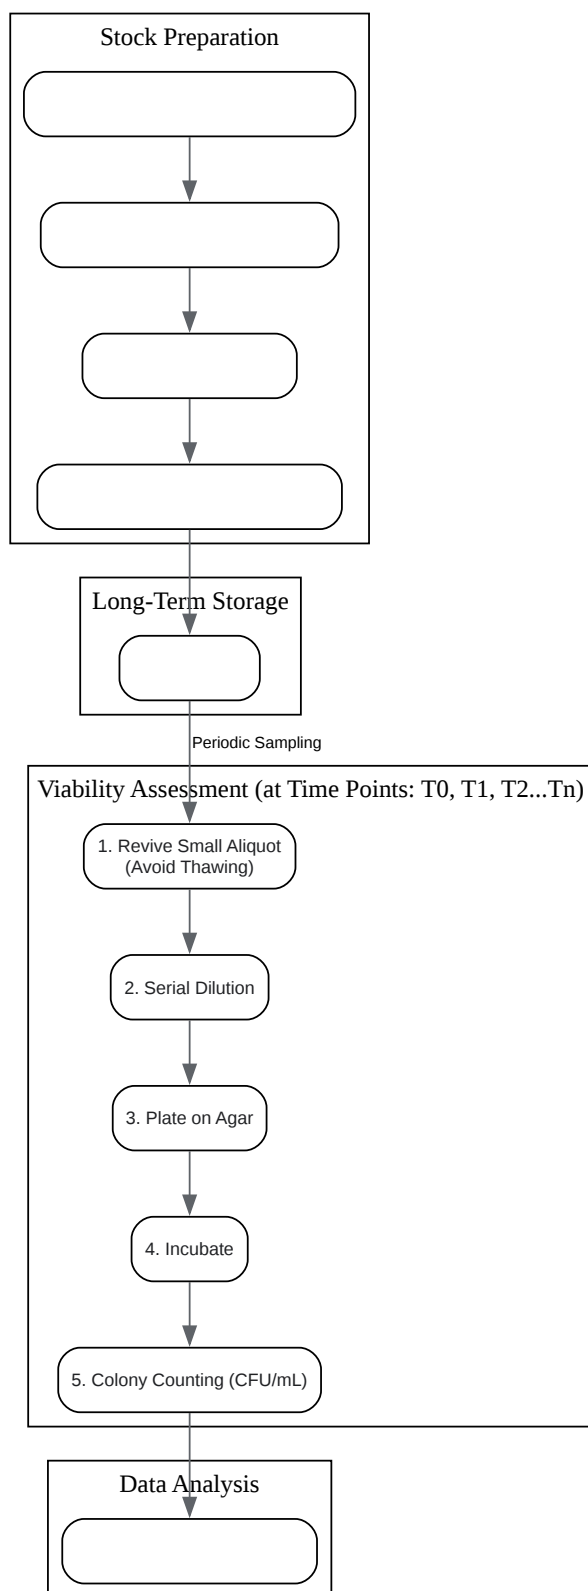 Stock Preparation
Long-Term Storage
Periodic Sampling
Viability Assessment (at Time Points: T0, T1, T2...Tn)
1. Revive Small Aliquot
(Avoid Thawing)
2. Serial Dilution
3. Plate on Agar
4. Incubate
5. Colony Counting (CFU/mL)
Data Analysis